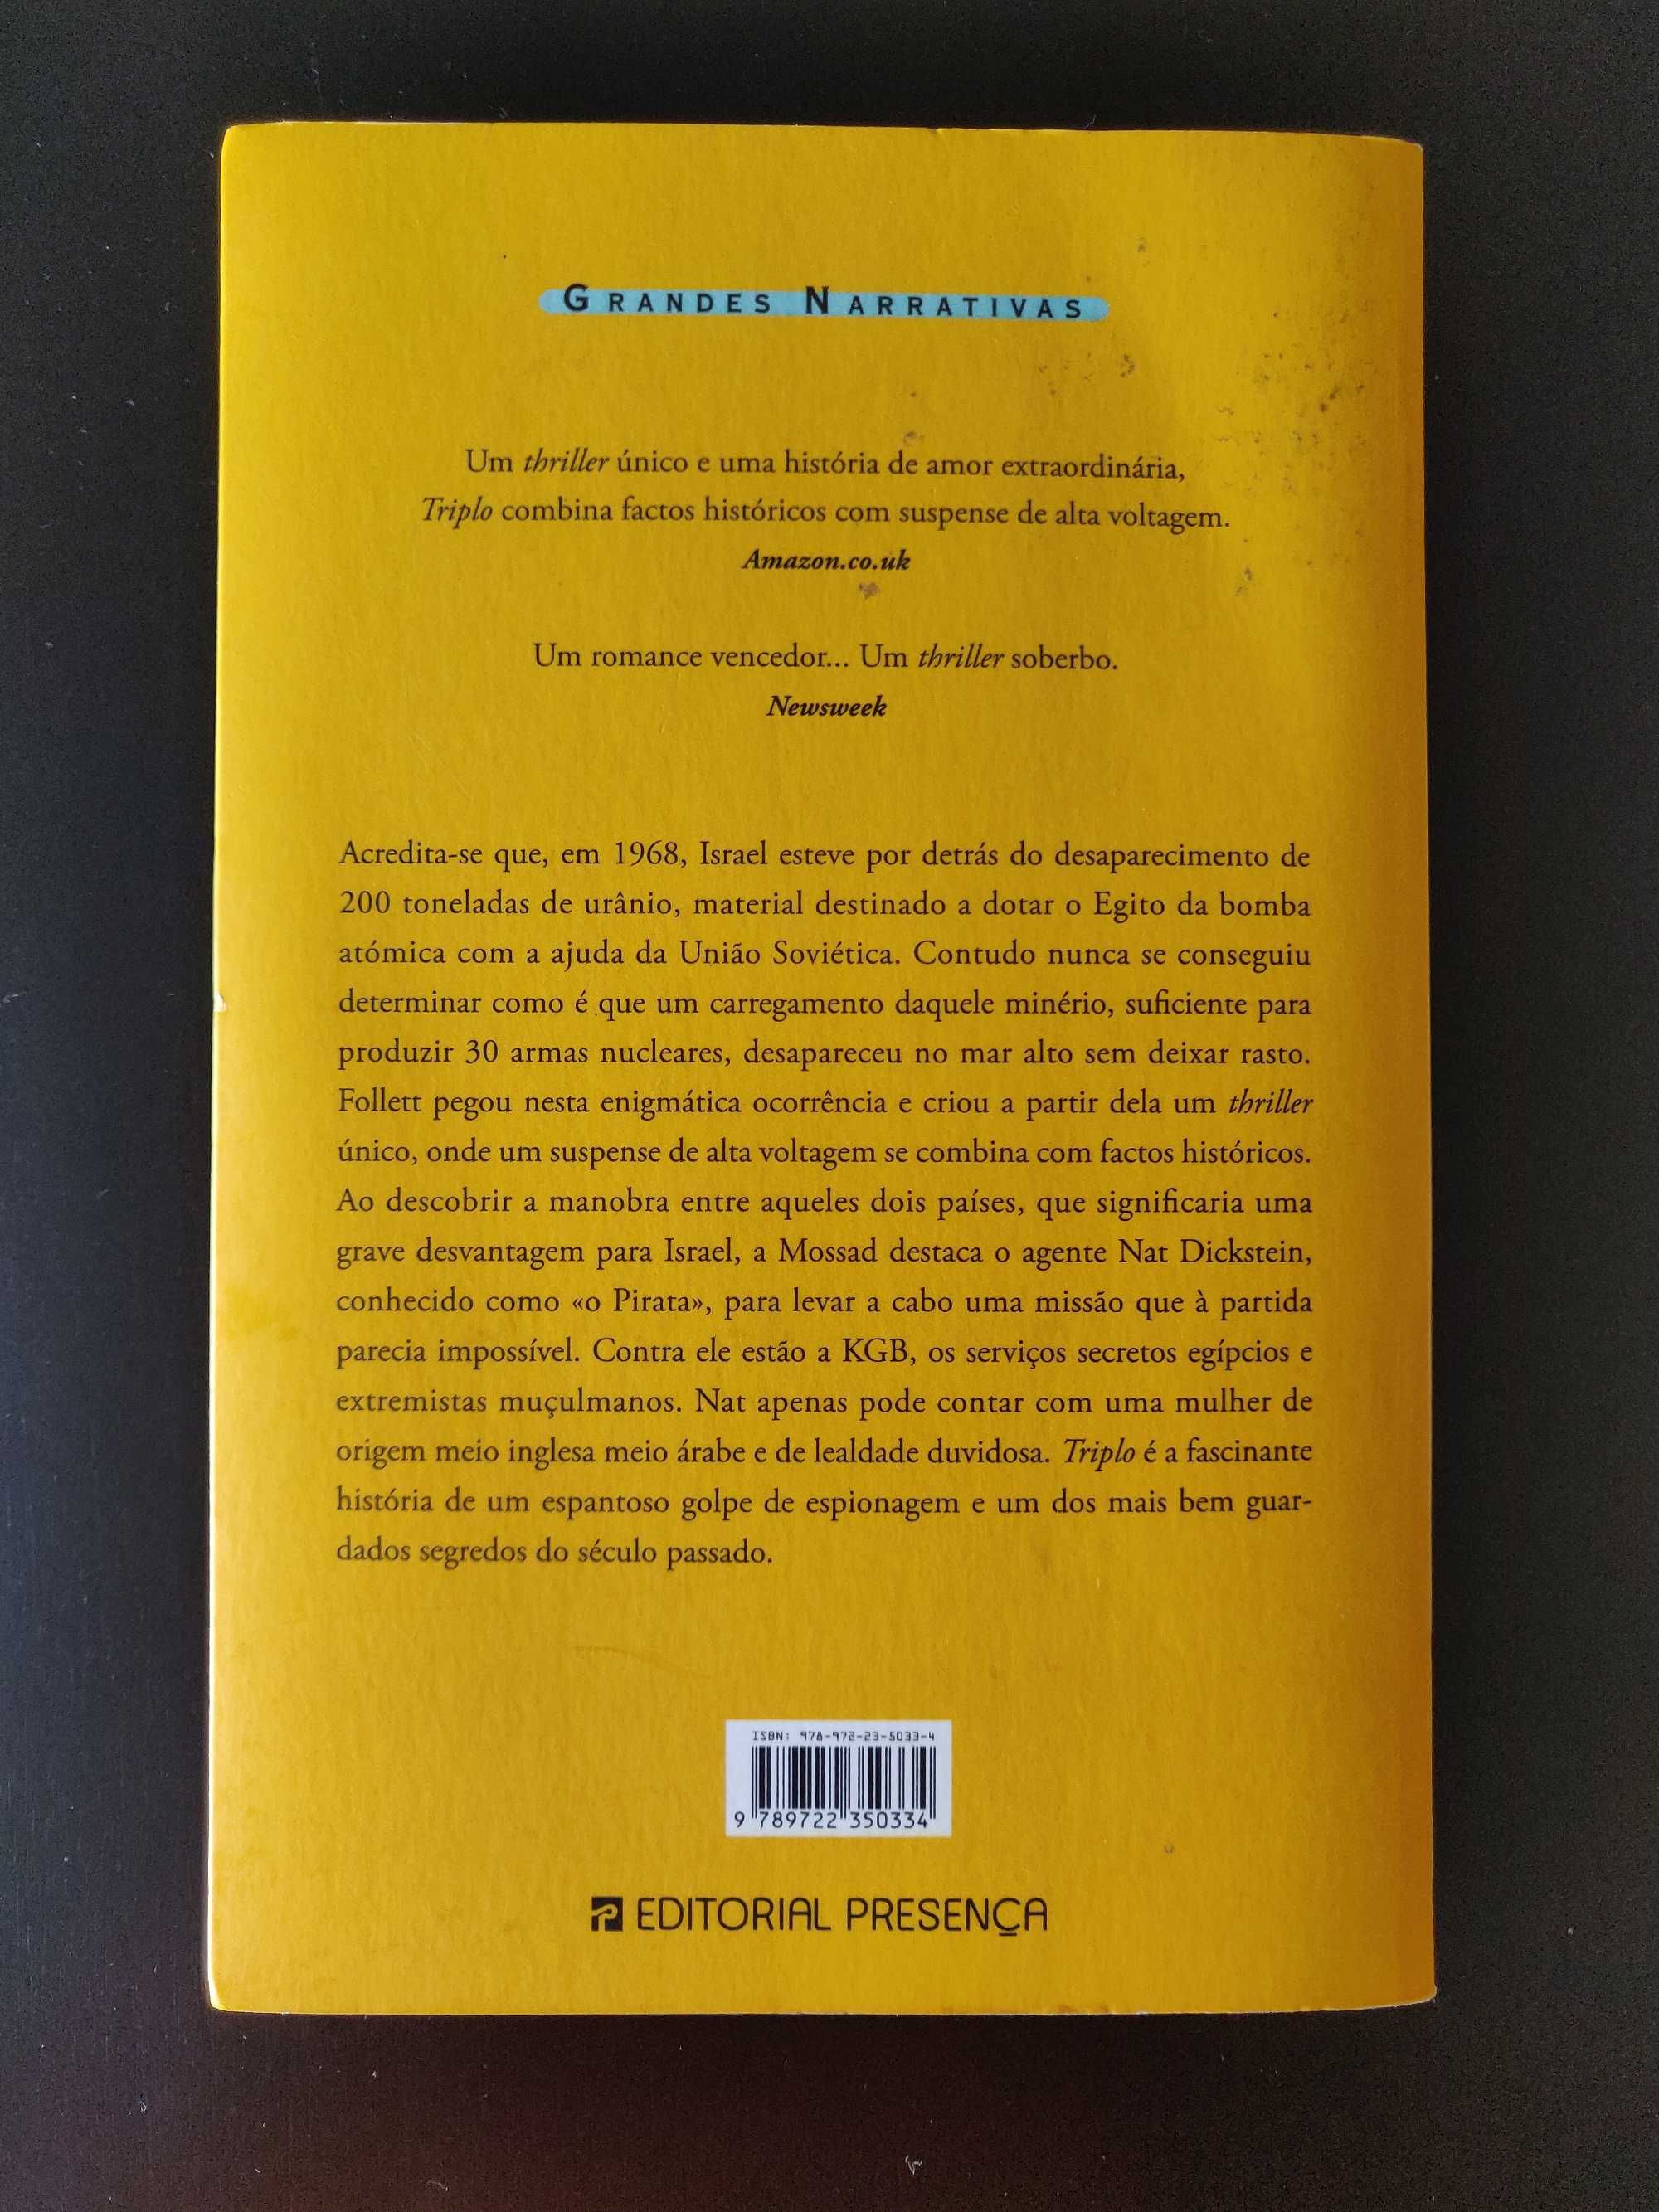 GRANDES NARRATIVAS
Um thriller único e uma história de amor extraordinária,
Triplo combina factos históricos com suspense de alta voltagem.
Amazon.co.uk
Um romance vencedor... Um thriller soberbo.
Newsweek
Acredita-se que, em 1968, Israel esteve por detrás do desaparecimento de
200 toneladas de urânio, material destinado a dotar o Egito da bomba
atómica com a ajuda da União Soviética. Contudo nunca se conseguiu
determinar como é que um carregamento daquele minério, suficiente para
produzir 30 armas nucleares, desapareceu no mar alto sem deixar rasto.
Follett pegou nesta enigmática ocorrência e criou a partir dela um thriller
único, onde um suspense de alta voltagem se combina com factos históricos.
Ao descobrir a manobra entre aqueles dois países, que significaria uma
grave desvantagem para Israel, a Mossad destaca o agente Nat Dickstein,
conhecido como «o Pirata», para levar a cabo uma missão que à partida
parecia impossível. Contra ele estão a KGB, os serviços secretos egípcios e
extremistas muçulmanos. Nat apenas pode contar com uma mulher de
origem meio inglesa meio árabe e de lealdade duvidosa. Triplo é a fascinante
história de um espantoso golpe de espionagem e um dos mais bem guar-
dados segredos do século passado.
ISBN: 978-972-23-5033-4
9 789722 350334
EDITORIAL PRESENÇA